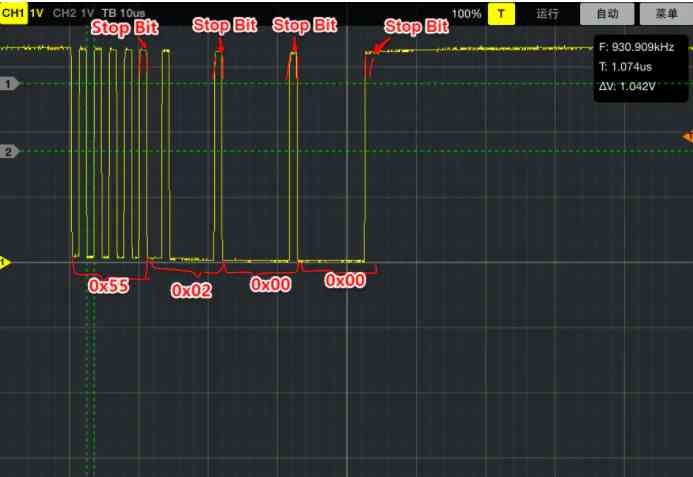 CH1 1V CH2 1V TB 10us 100% T 运行 自动 菜单
Stop Bit Stop Bit Stop Bit Stop Bit
F: 930.909kHz
T: 1.074us
ΔV: 1.042V
1
2
1
0x55 0x02 0x00 0x00